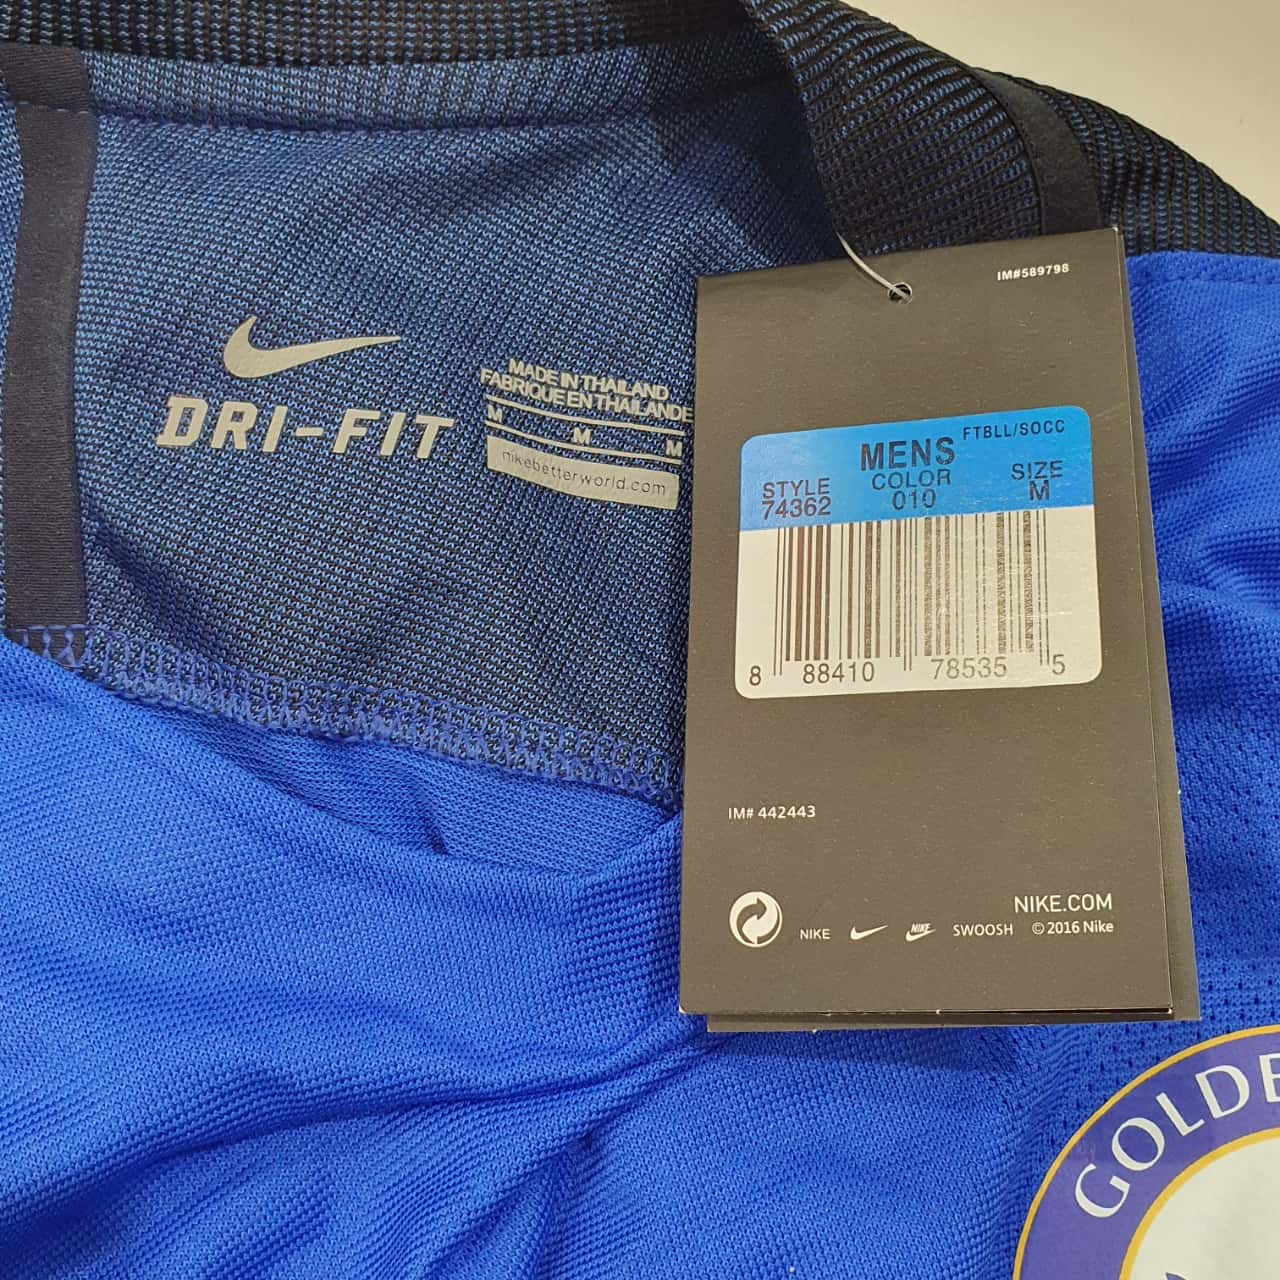 DRI-FIT
MADE IN THAILAND
FABRIQUE EN THAILANDE
M M M
nikebetterworld.com
IM#589798
MENS FTBLL/SOCC
STYLE COLOR SIZE
74362 010 M
8 88410 78535 5
IM# 442443
NIKE.COM
NIKE NIKE SWOOSH ©2016 Nike
GOLDE